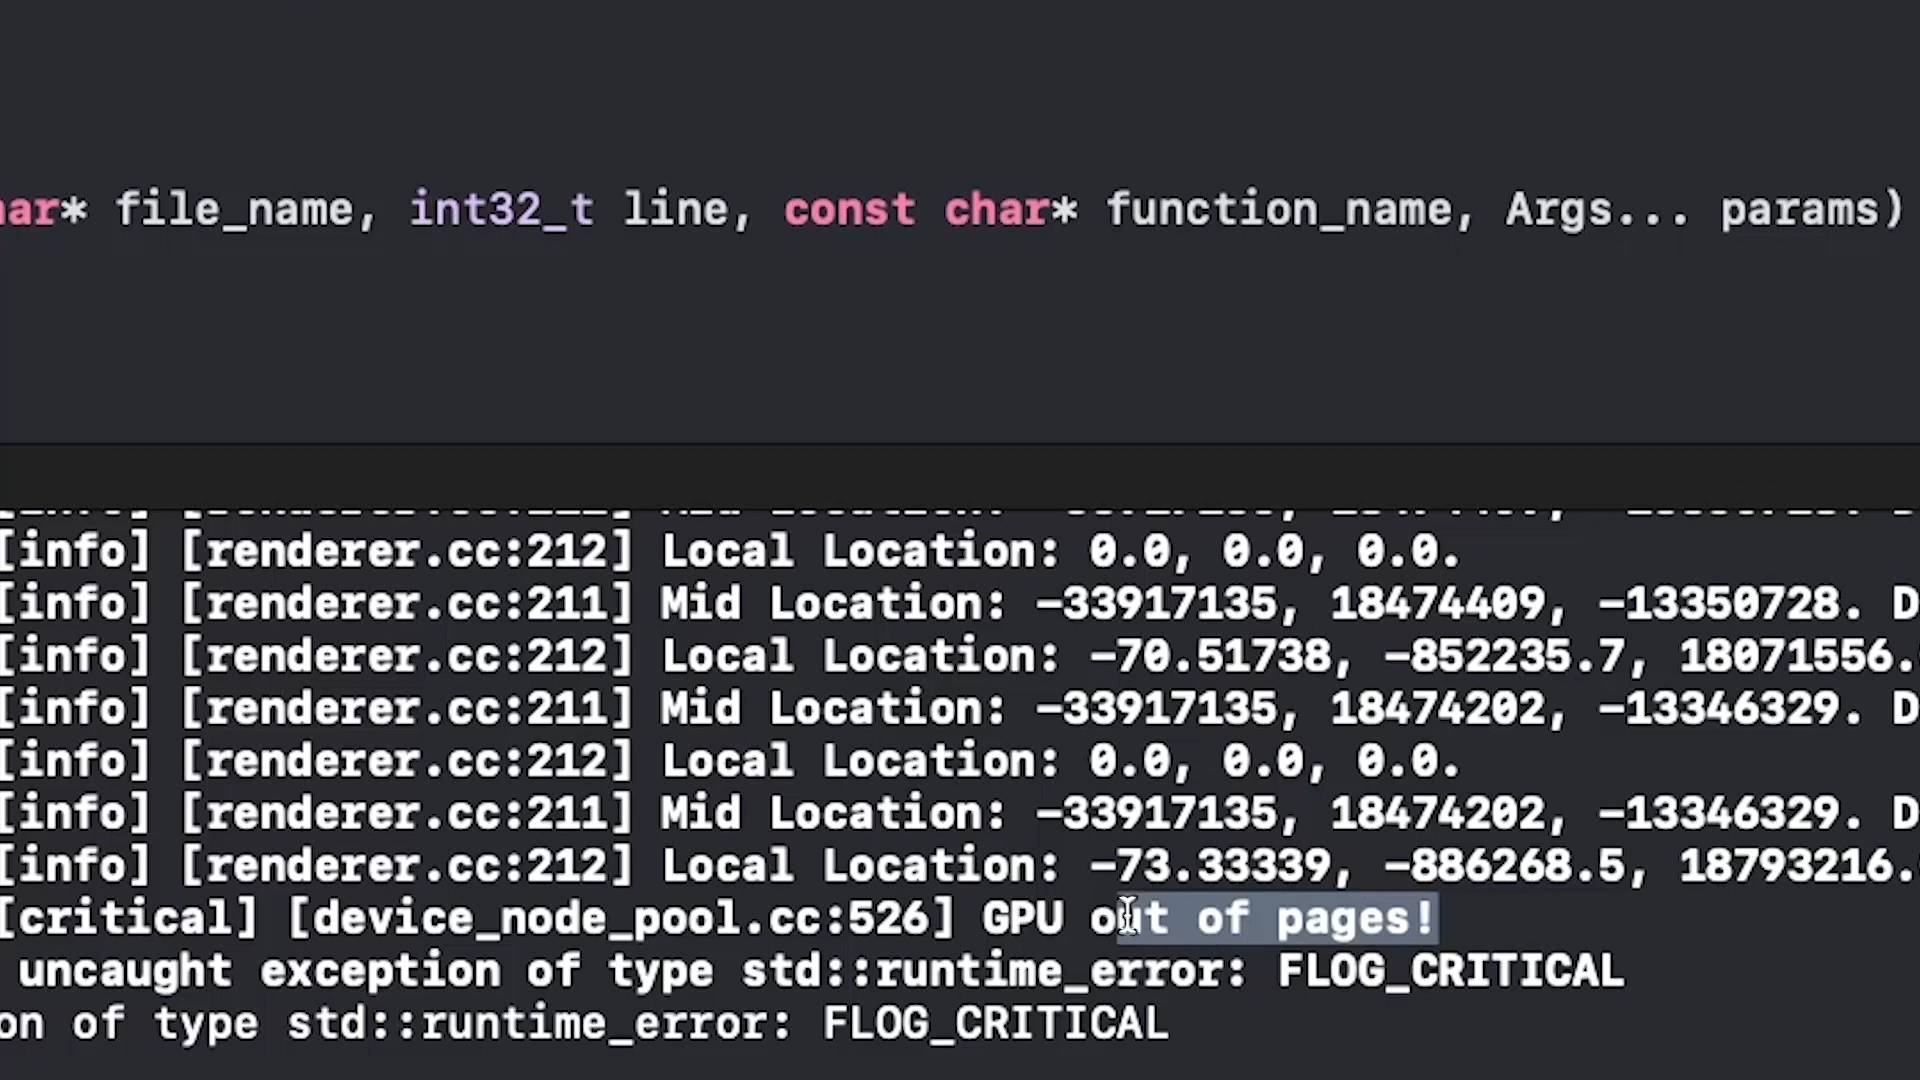 * file_name, int32_t line, const char* function_name, Args... params)
[info] [renderer.cc:212] Local Location: 0.0, 0.0, 0.0.
[info] [renderer.cc:211] Mid Location: -33917135, 18474409, -13350728. D
[info] [renderer.cc:212] Local Location: -70.51738, -852235.7, 18071556.
[info] [renderer.cc:211] Mid Location: -33917135, 18474202, -13346329. D
[info] [renderer.cc:212] Local Location: 0.0, 0.0, 0.0.
[info] [renderer.cc:211] Mid Location: -33917135, 18474202, -13346329. D
[info] [renderer.cc:212] Local Location: -73.33339, -886268.5, 18793216.
[critical] [device_node_pool.cc:526] GPU out of pages!
uncaught exception of type std::runtime_error: FLOG_CRITICAL
on of type std::runtime_error: FLOG_CRITICAL